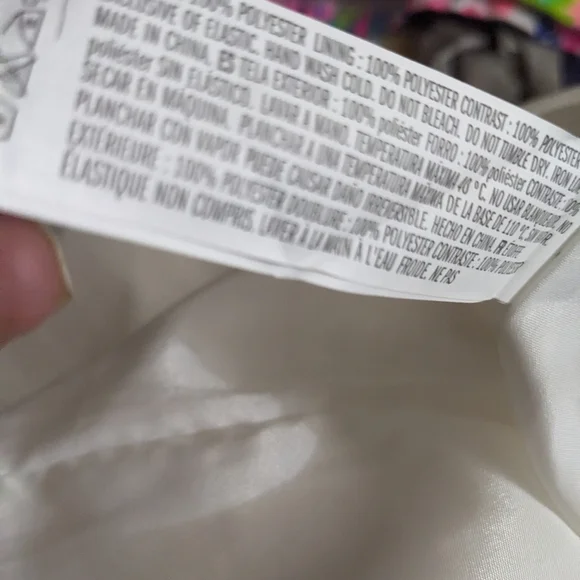 100% POLYESTER LINING : 100% POLYESTER CONTRAST : 100% POLYESTER
EXCLUSIVE OF ELASTIC. HAND WASH COLD. DO NOT BLEACH. DO NOT TUMBLE DRY. IRON
MADE IN CHINA. ES TELA EXTERIOR : 100% poliéster FORRO : 100% poliéster CONTRASTE :
poliéster SIN ELÁSTICO. LAVAR A MANO. TEMPERATURA MÁXIMA °C. NO USAR BLANQUEADOR. NO
SECAR EN MÁQUINA. PLANCHAR A UNA TEMPERATURA MÁXIMA DE LA BASE DE 110 °C.
PLANCHAR CON VAPOR PUEDE CAUSAR DAÑO IRREVERSIBLE. HECHO EN CHINA. FR
EXTÉRIEURE : 100% POLYESTER DOUBLURE : 100% POLYESTER CONTRASTE : 100% POLYESTER
ÉLASTIQUE NON COMPRIS. LAVER À LA MAIN À L'EAU FROIDE. NE PAS